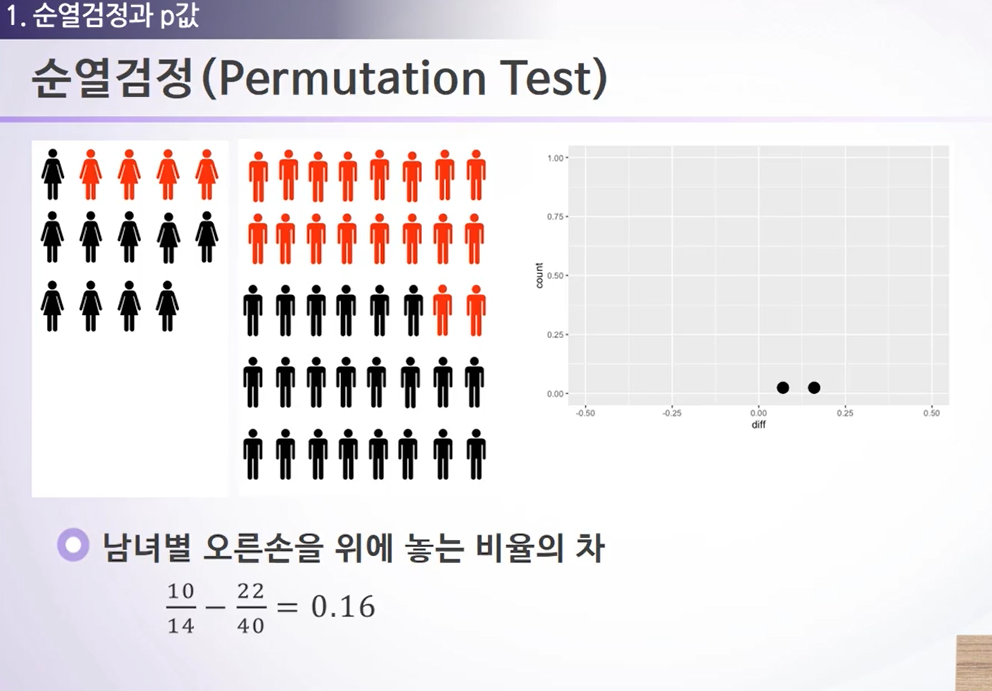 1. 순열검정과 p값
순열검정(Permutation Test)
1.00
0.75
0.50
0.25
0.00
count
-0.50 -0.25 0.00 0.25 0.50
diff
남녀별 오른손을 위에 놓는 비율의 차
10/14 − 22/40 = 0.16